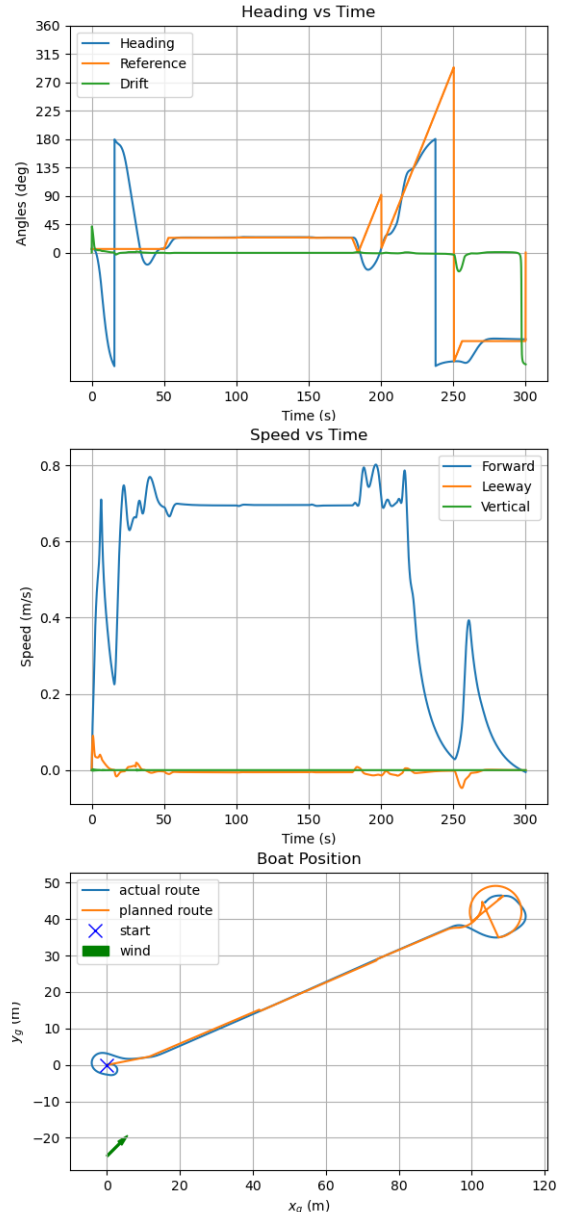 Heading vs Time
360
315
270
225
180
135
90
45
0
Angles (deg)
Heading
Reference
Drift
0
50
100
150
200
250
300
Time (s)
Speed vs Time
0.8
0.6
0.4
0.2
0.0
Speed (m/s)
Forward
Leeway
Vertical
0
50
100
150
200
250
300
Time (s)
Boat Position
50
40
30
20
10
0
−10
−20
y_g (m)
actual route
planned route
start
wind
0
20
40
60
80
100
120
x_g (m)